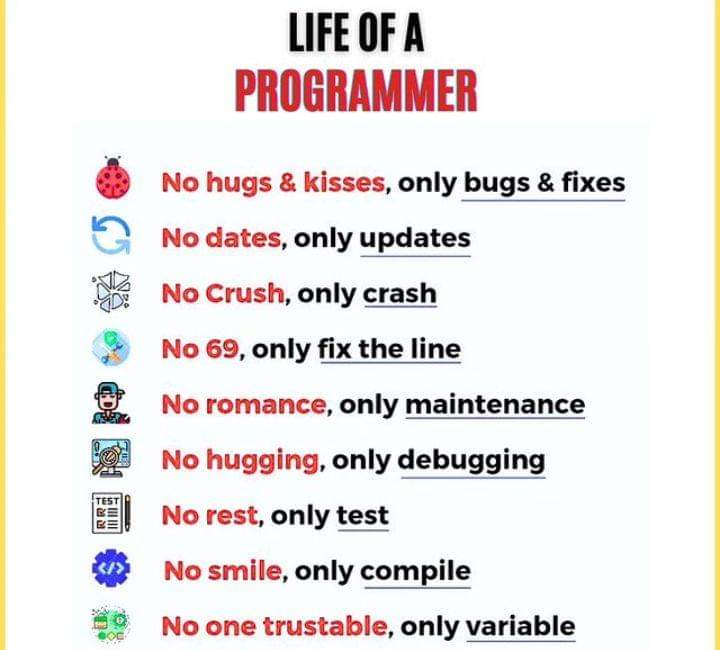 LIFE OF A
PROGRAMMER
No hugs & kisses, only bugs & fixes
No dates, only updates
No Crush, only crash
No 69, only fix the line
No romance, only maintenance
No hugging, only debugging
TEST
No rest, only test
</>
No smile, only compile
No one trustable, only variable